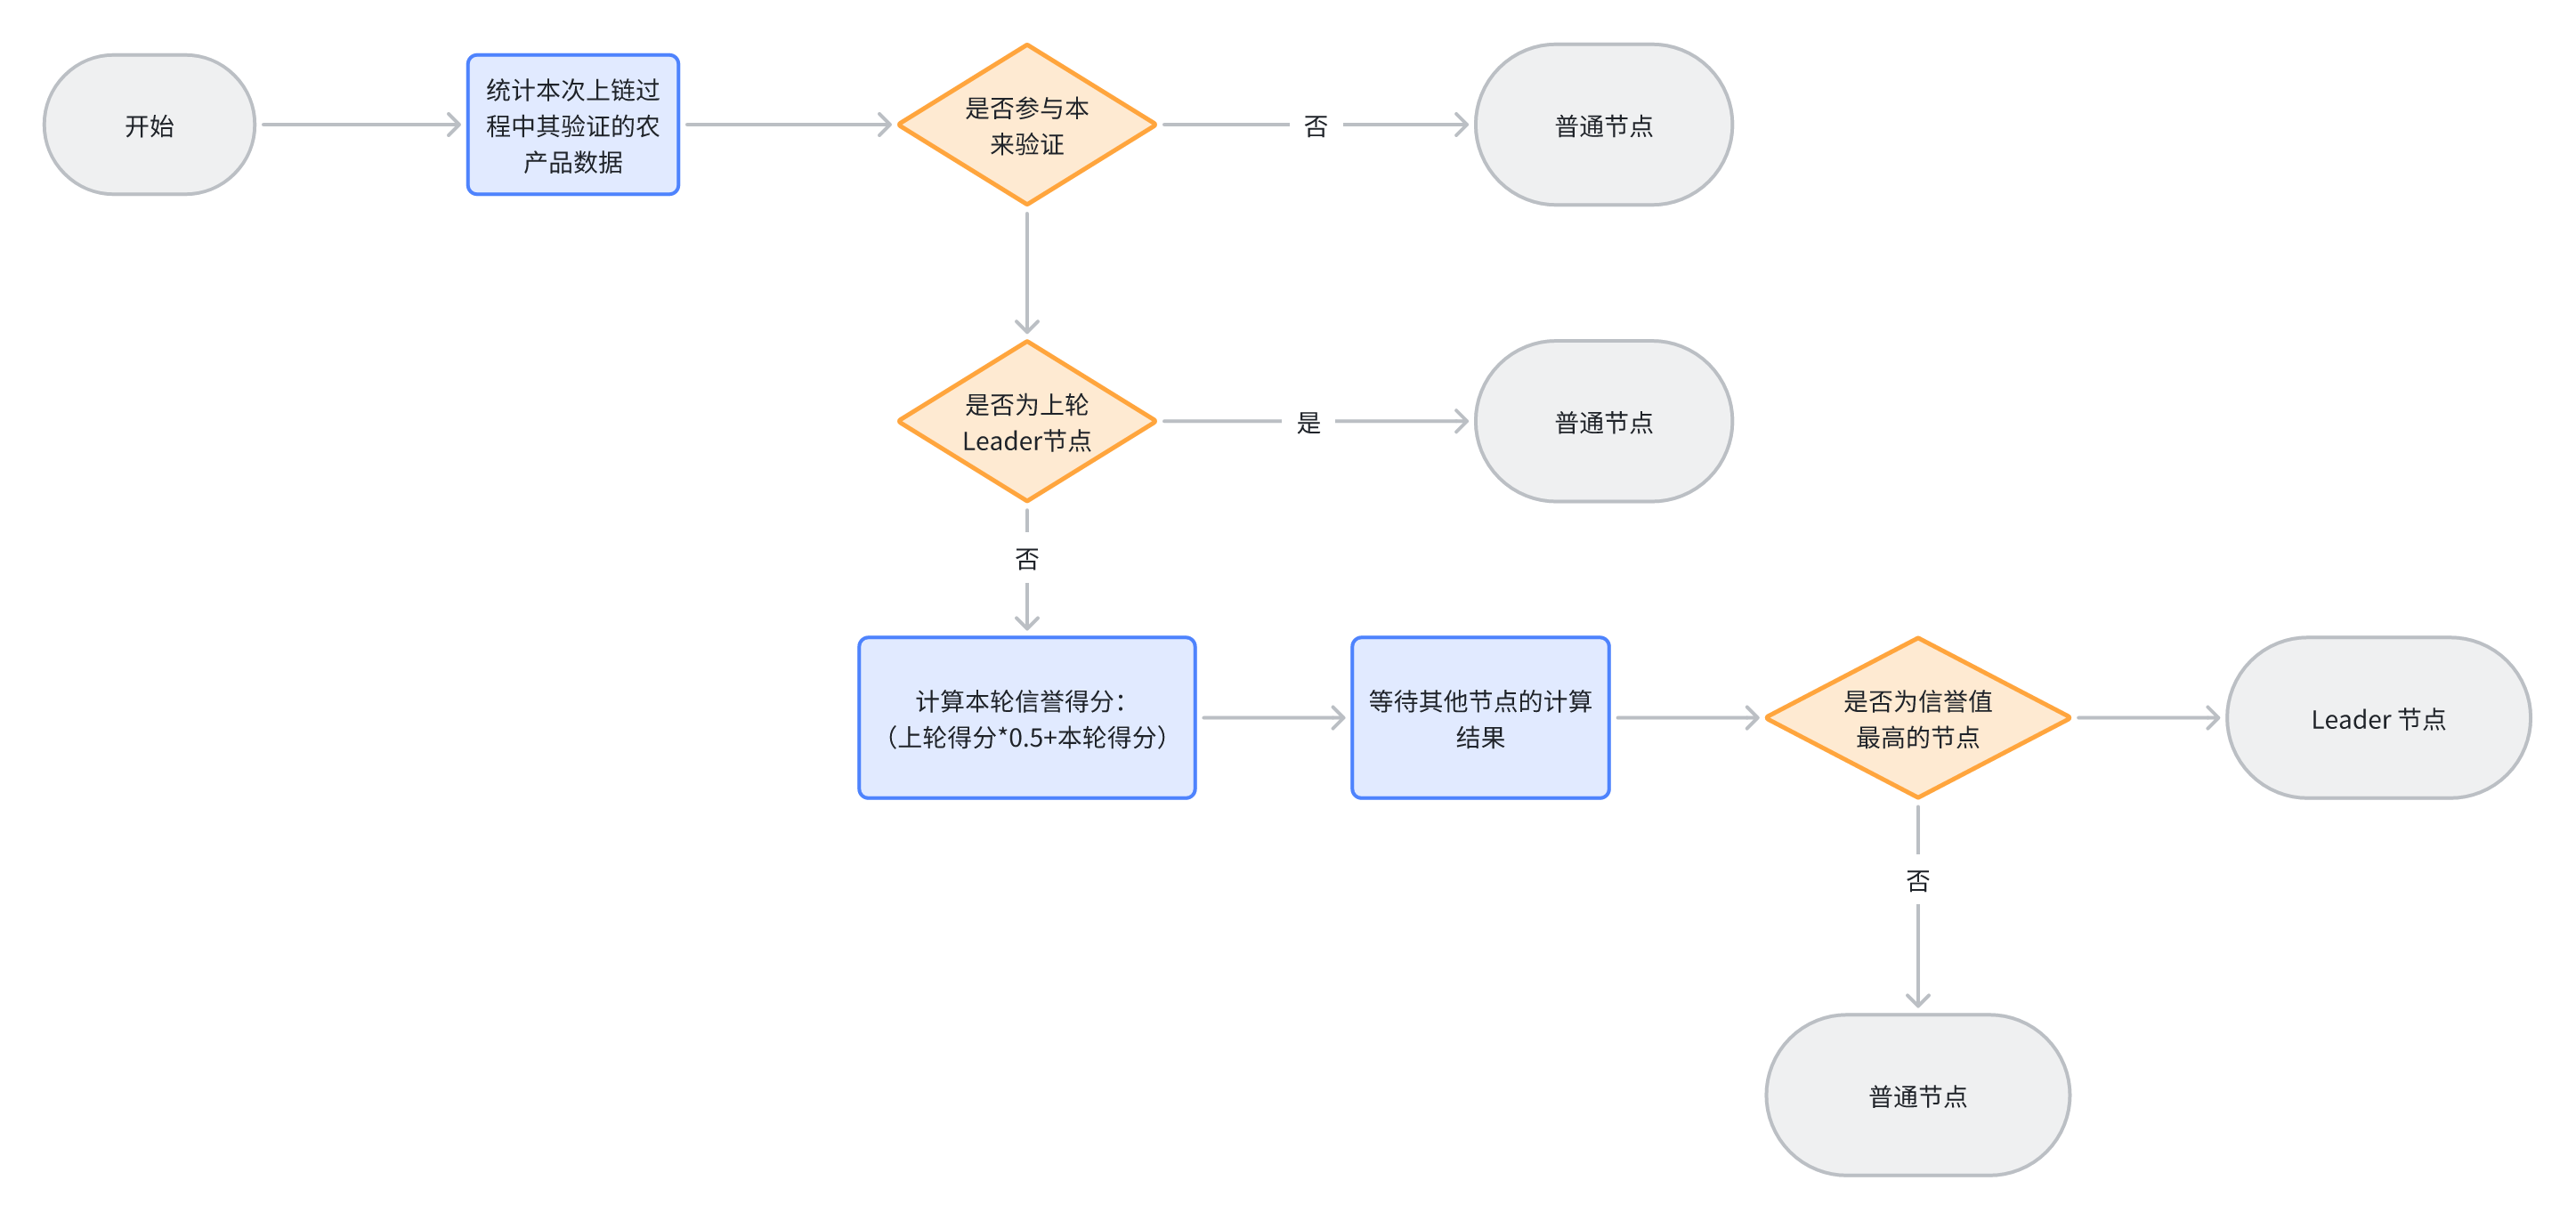 开始
统计本次上链过
程中其验证的农
产品数据
是否参与本
来验证
否
普通节点
是否为上轮
Leader节点
是
普通节点
否
计算本轮信誉得分：
（上轮得分*0.5+本轮得分）
等待其他节点的计算
结果
是否为信誉值
最高的节点
Leader 节点
否
普通节点